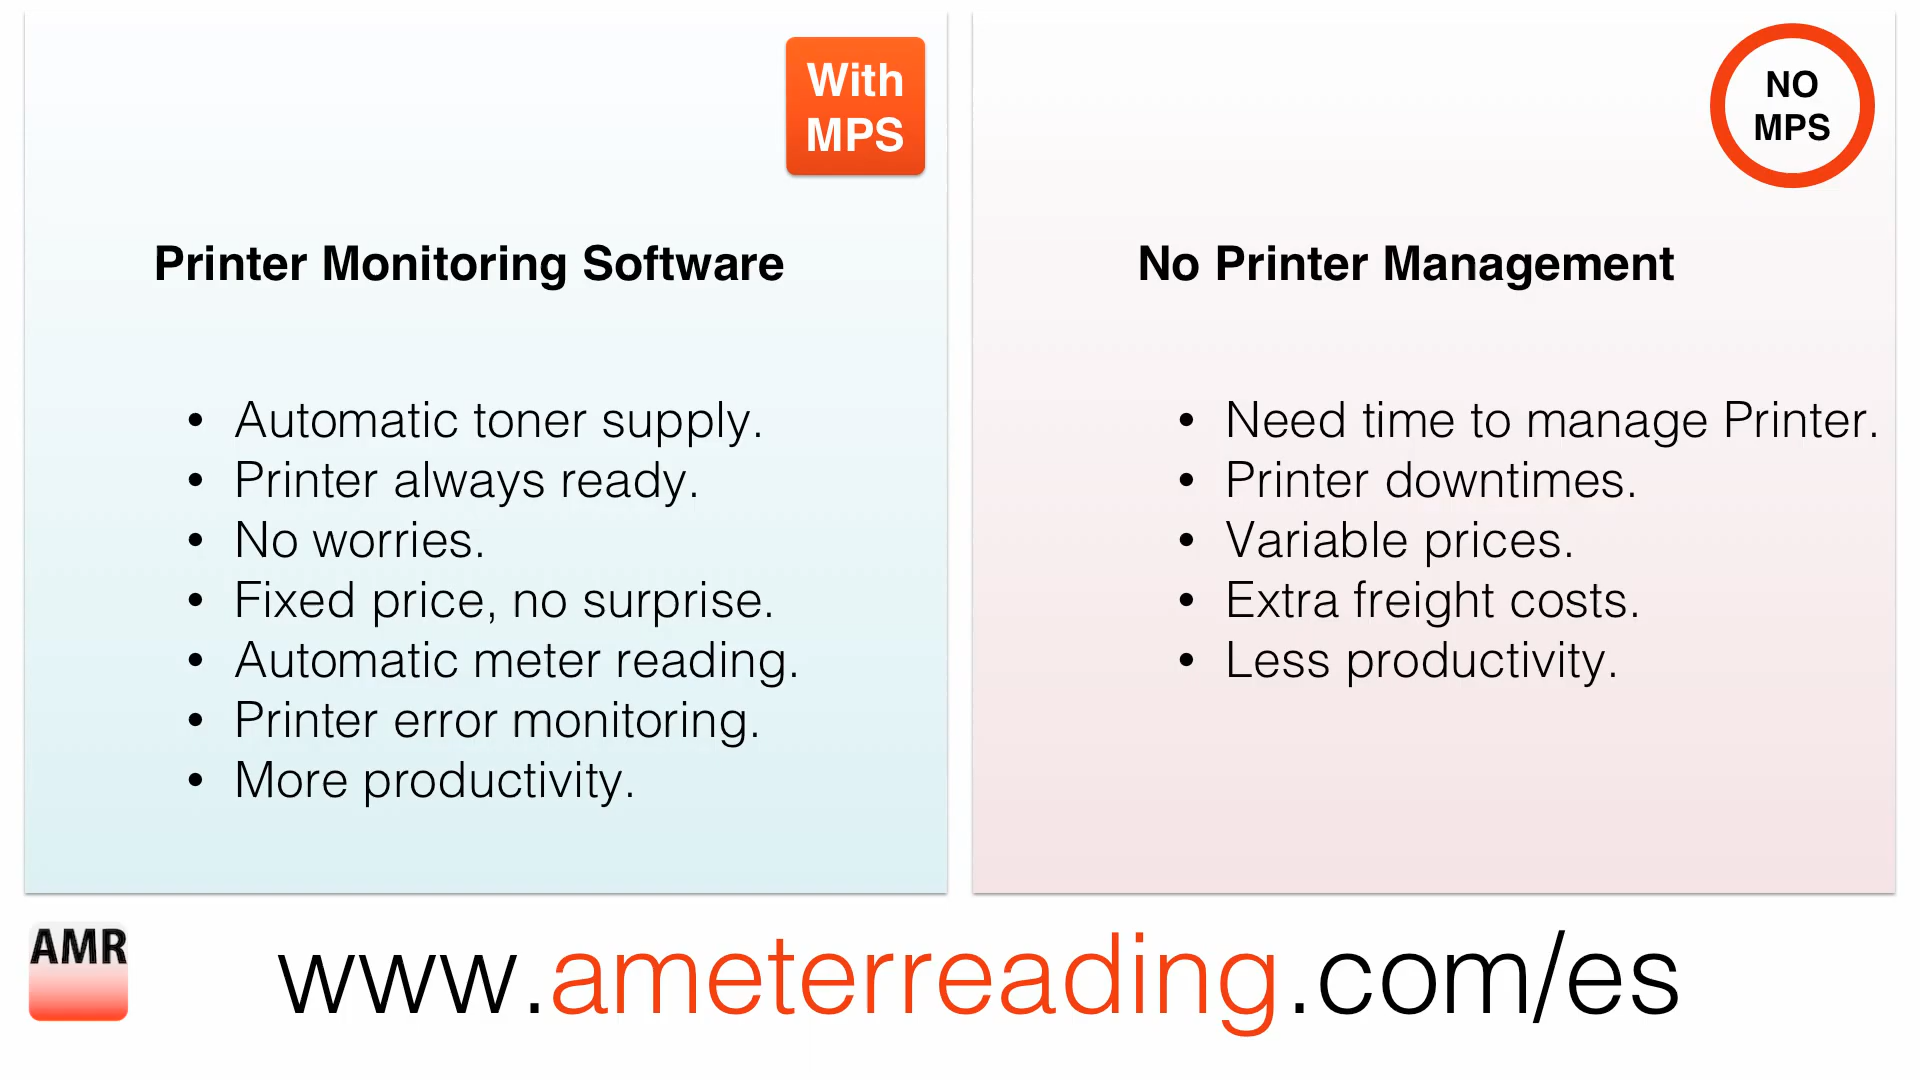 With
MPS
Printer Monitoring Software
• Automatic toner supply.
• Printer always ready.
• No worries.
• Fixed price, no surprise.
• Automatic meter reading.
• Printer error monitoring.
• More productivity.
NO
MPS
No Printer Management
• Need time to manage Printer.
• Printer downtimes.
• Variable prices.
• Extra freight costs.
• Less productivity.
AMR
www.ameterreading.com/es